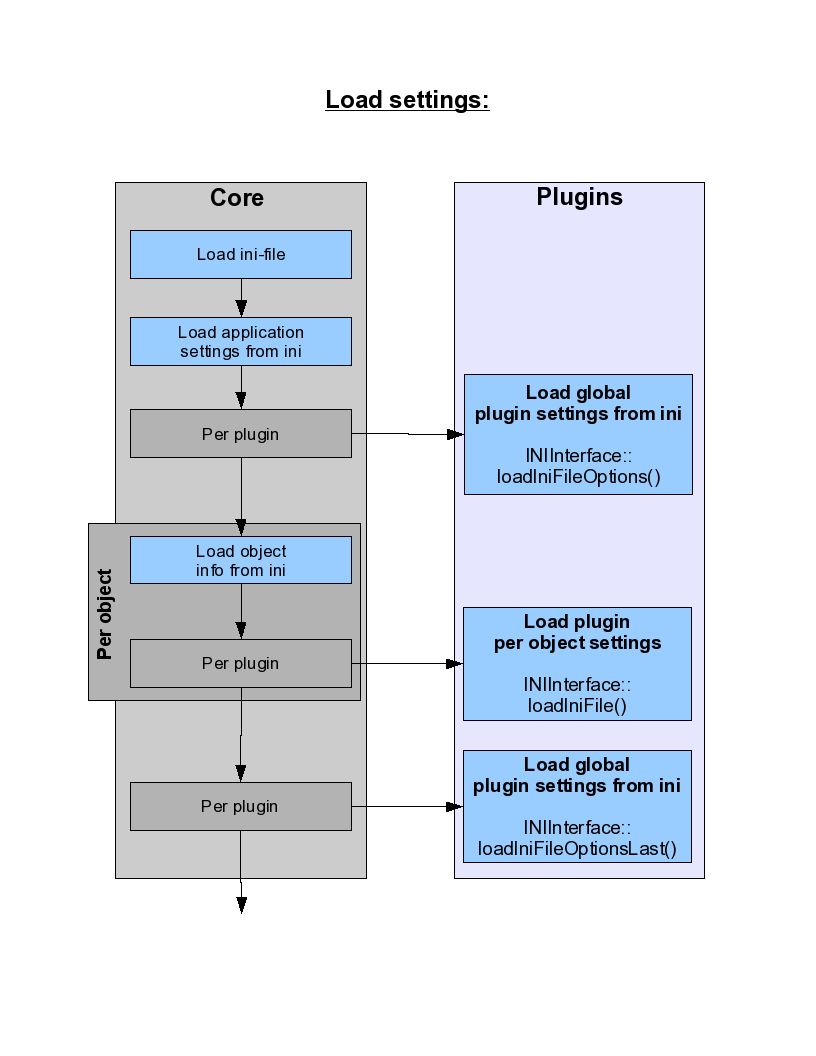 Load settings:
Core
Plugins
Load ini-file
Load application
settings from ini
Per plugin
Load global
plugin settings from ini
INIInterface::
loadIniFileOptions()
Per object
Load object
info from ini
Per plugin
Load plugin
per object settings
INIInterface::
loadIniFile()
Per plugin
Load global
plugin settings from ini
INIInterface::
loadIniFileOptionsLast()